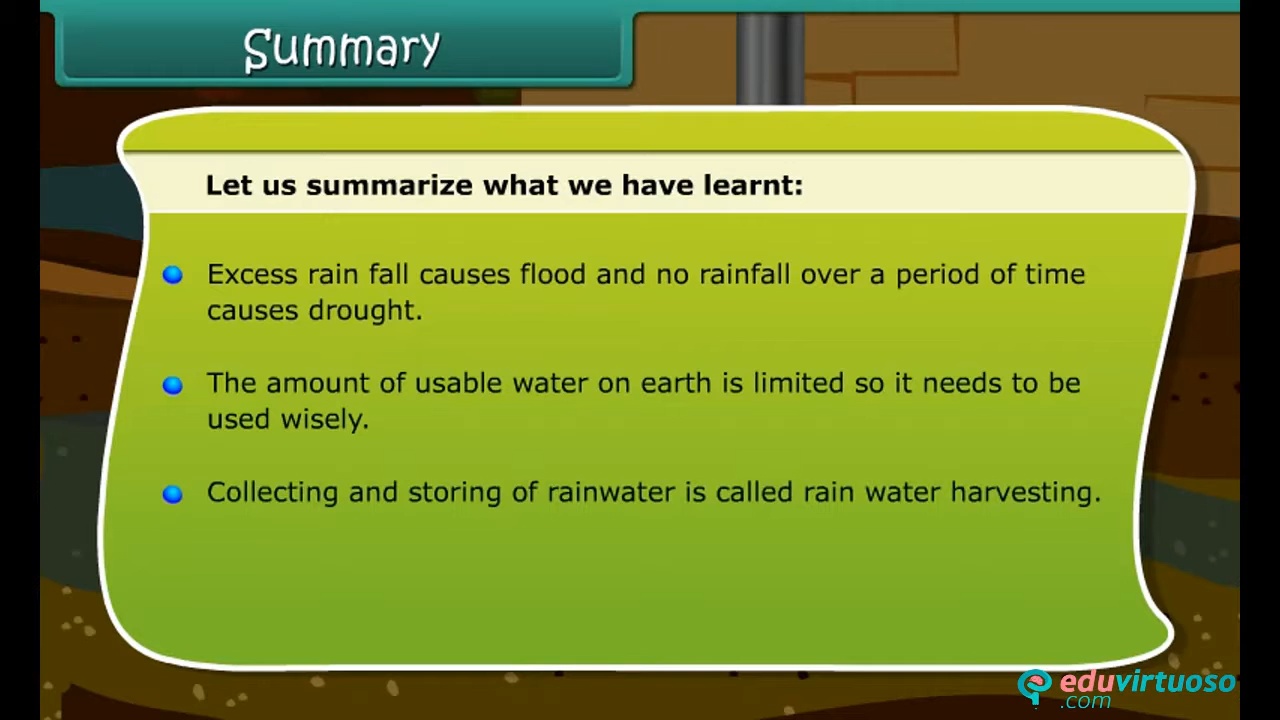 Summary
Let us summarize what we have learnt:
Excess rain fall causes flood and no rainfall over a period of time
causes drought.
The amount of usable water on earth is limited so it needs to be
used wisely.
Collecting and storing of rainwater is called rain water harvesting.
eduvirtuoso
.com